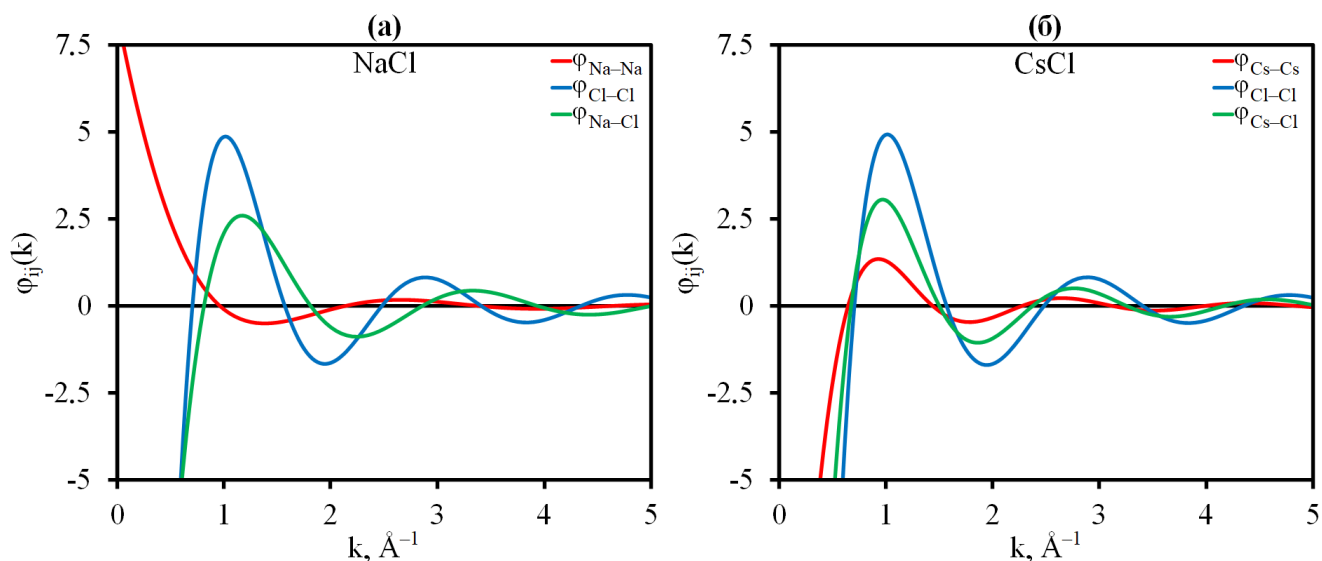 (а)
NaCl
φNa–Na
φCl–Cl
φNa–Cl
7.5
5
2.5
0
-2.5
-5
φij(k)
0 1 2 3 4 5
k, Å⁻¹
(б)
CsCl
φCs–Cs
φCl–Cl
φCs–Cl
7.5
5
2.5
0
-2.5
-5
φij(k)
0 1 2 3 4 5
k, Å⁻¹